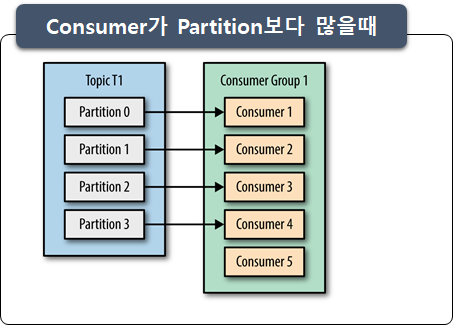 Consumer가 Partition보다 많을때
Topic T1
Partition 0
Partition 1
Partition 2
Partition 3
Consumer Group 1
Consumer 1
Consumer 2
Consumer 3
Consumer 4
Consumer 5